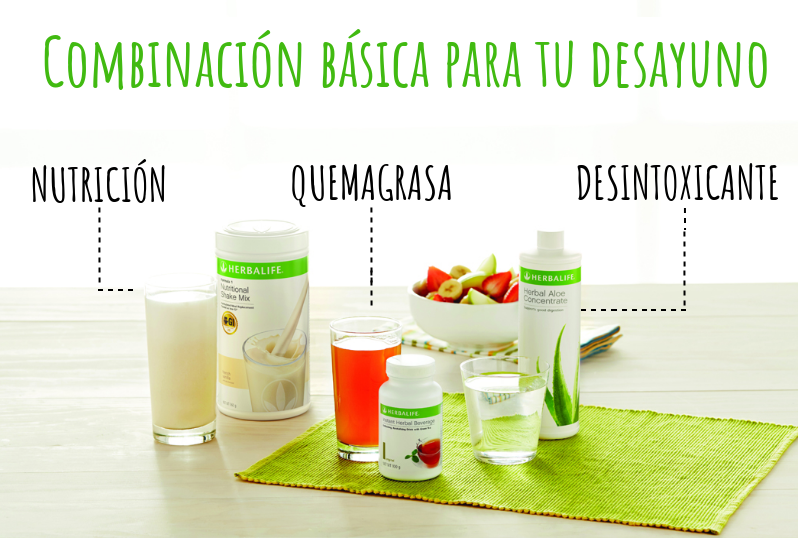 COMBINACIÓN BÁSICA PARA TU DESAYUNO
NUTRICIÓN
QUEMAGRASA
DESINTOXICANTE
HERBALIFE.
Nutritional
Shake Mix
HERBALIFE.
Herbal Aloe
Concentrate
HERBALIFE.
Instant Herbal Beverage